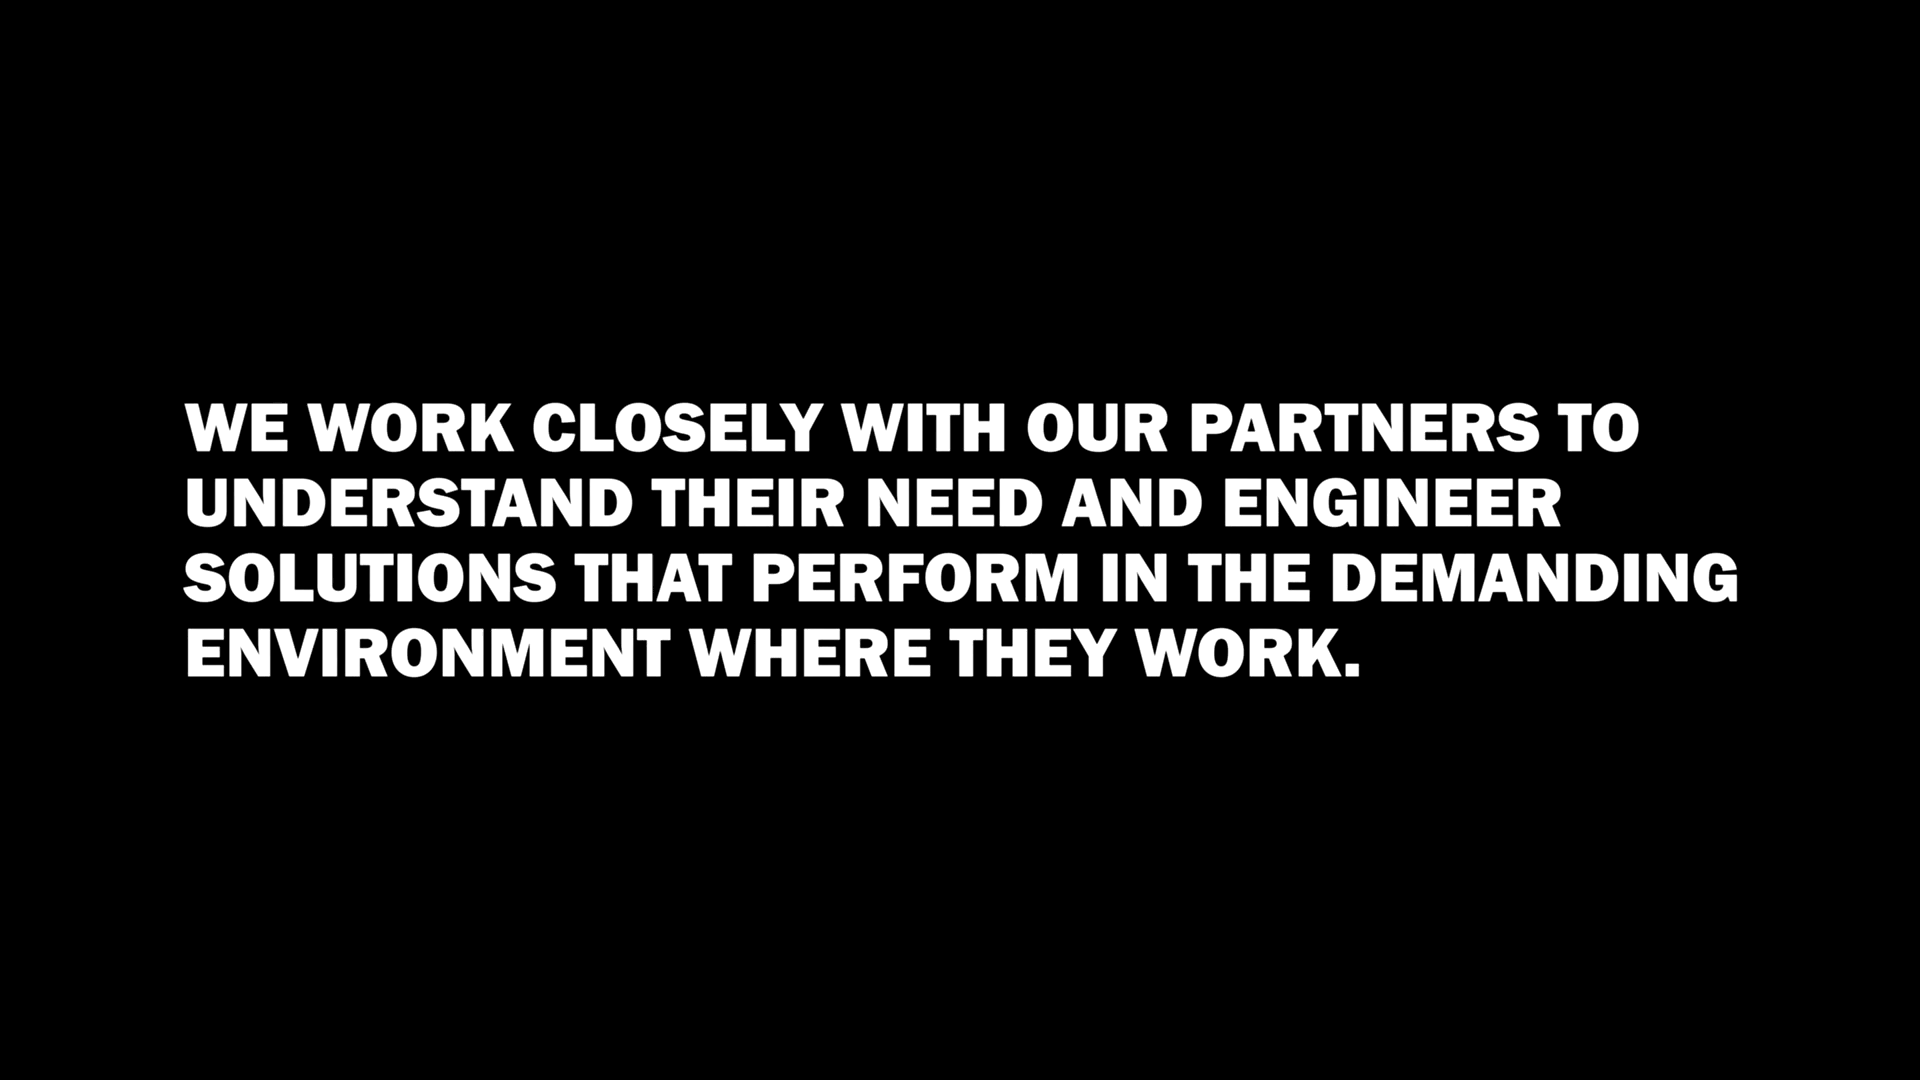 WE WORK CLOSELY WITH OUR PARTNERS TO
UNDERSTAND THEIR NEED AND ENGINEER
SOLUTIONS THAT PERFORM IN THE DEMANDING
ENVIRONMENT WHERE THEY WORK.